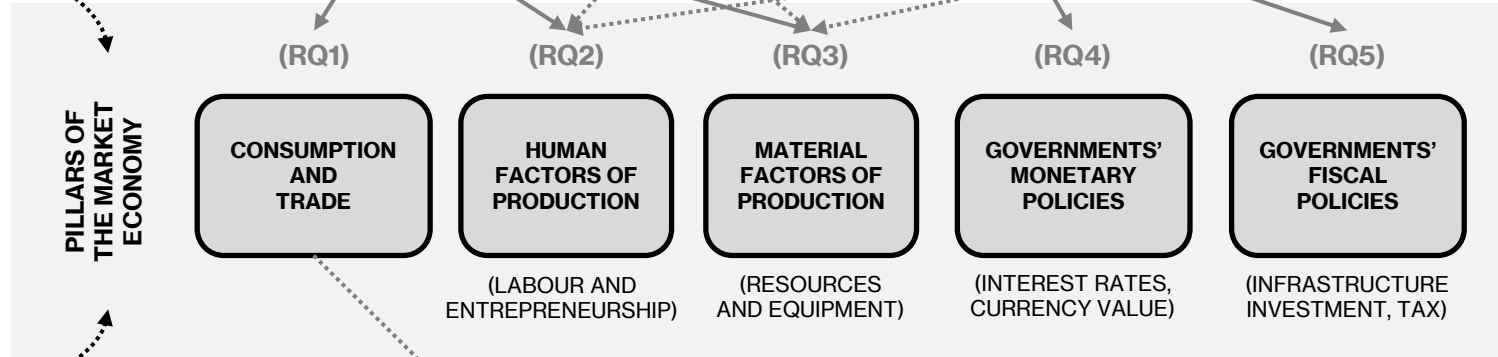 (RQ1)
(RQ2)
(RQ3)
(RQ4)
(RQ5)
PILLARS OF
THE MARKET
ECONOMY
CONSUMPTION
AND
TRADE
HUMAN
FACTORS OF
PRODUCTION
MATERIAL
FACTORS OF
PRODUCTION
GOVERNMENTS’
MONETARY
POLICIES
GOVERNMENTS’
FISCAL
POLICIES
(LABOUR AND
ENTREPRENEURSHIP)
(RESOURCES
AND EQUIPMENT)
(INTEREST RATES,
CURRENCY VALUE)
(INFRASTRUCTURE
INVESTMENT, TAX)